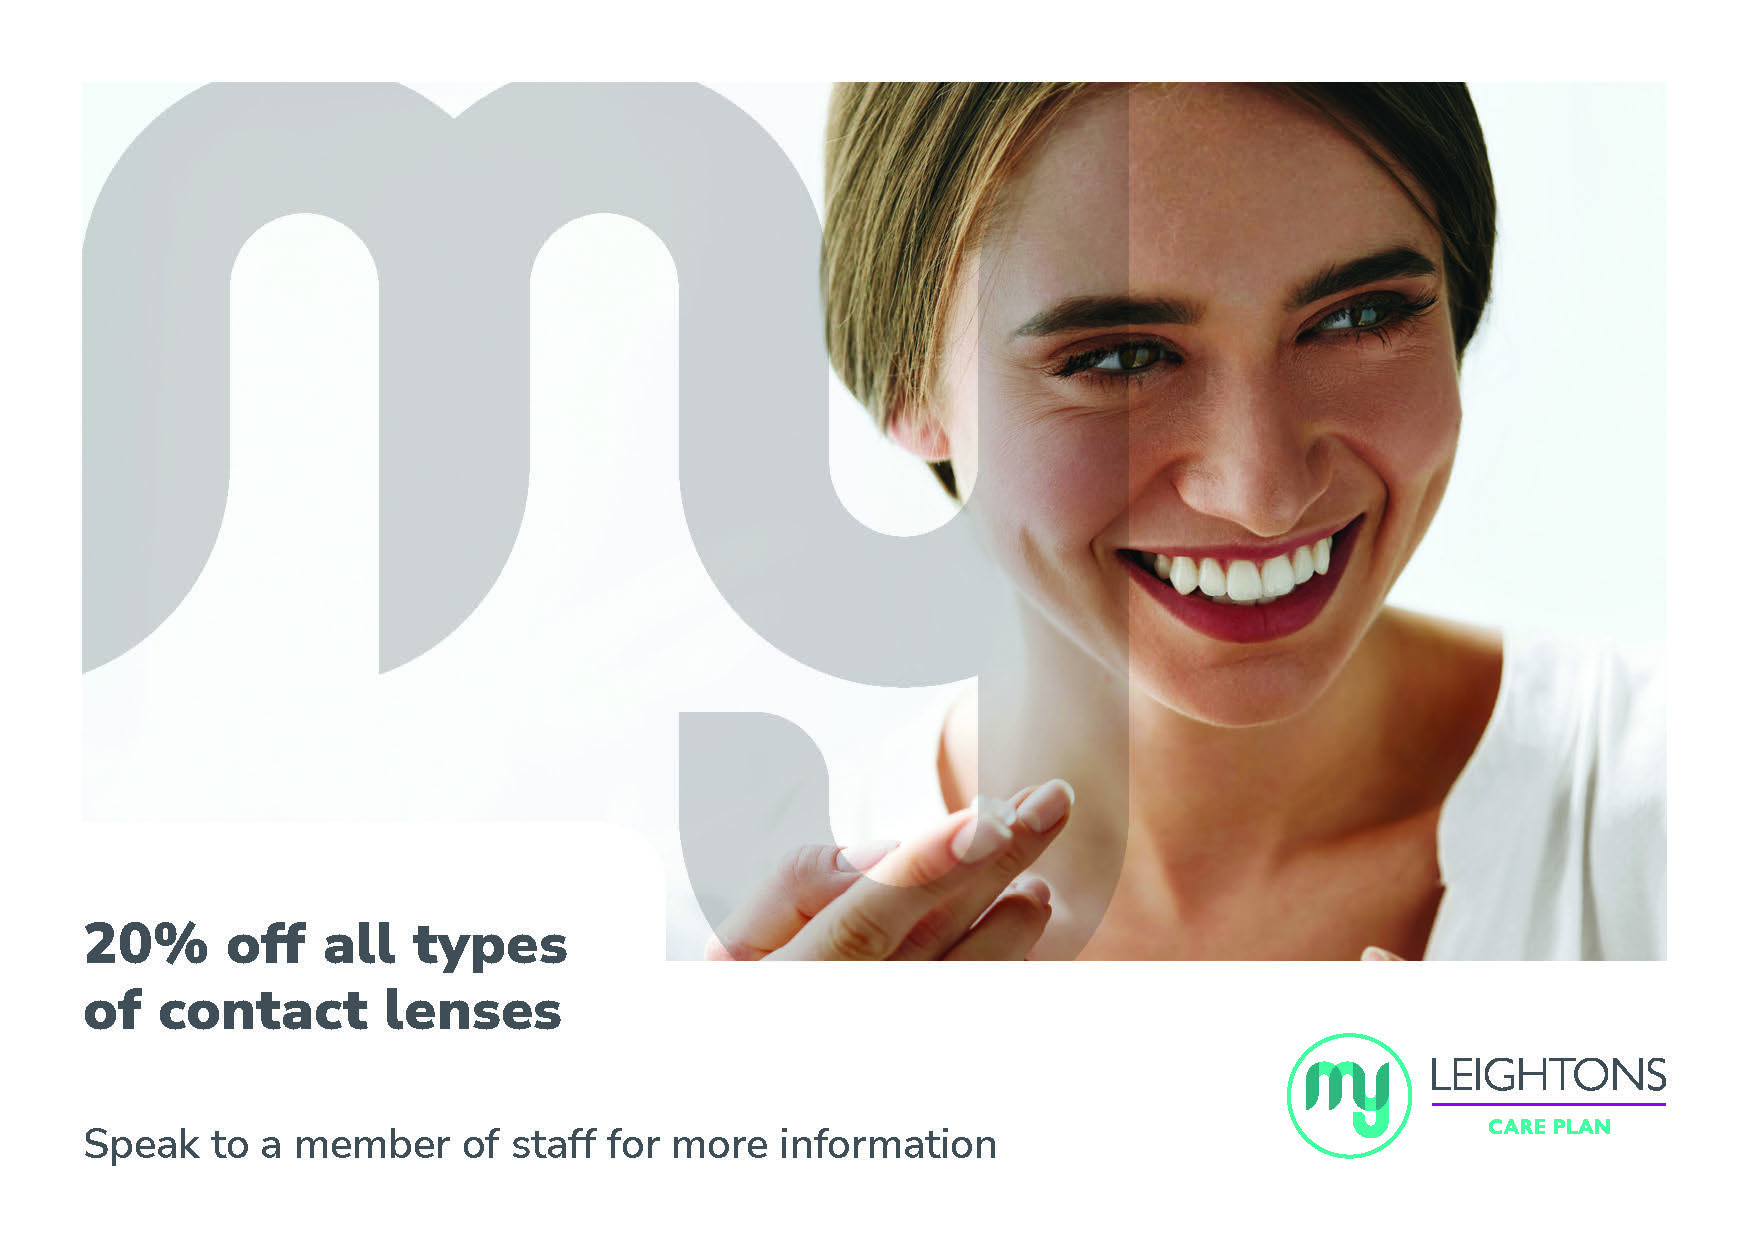 my
20% off all types
of contact lenses
Speak to a member of staff for more information
my
LEIGHTONS
CARE PLAN